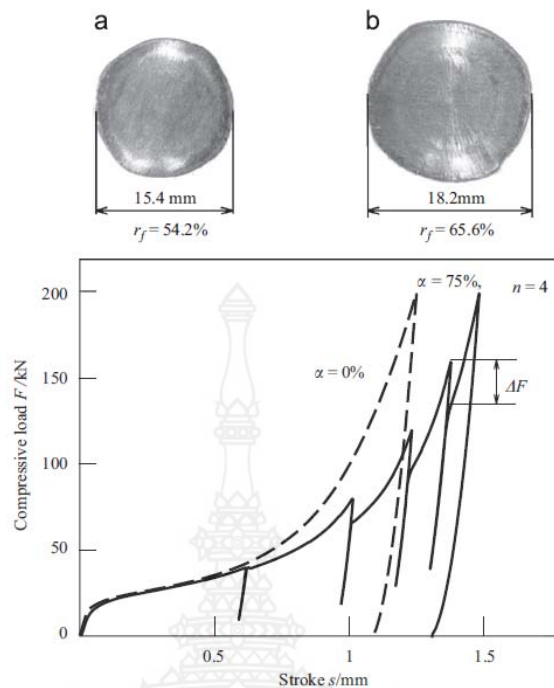 a
b
15.4 mm
18.2mm
r_f = 54.2%
r_f = 65.6%
α = 75%,
n = 4
200
α = 0%
ΔF
150
Compressive load F /kN
100
50
0
0.5
1
1.5
Stroke s/mm